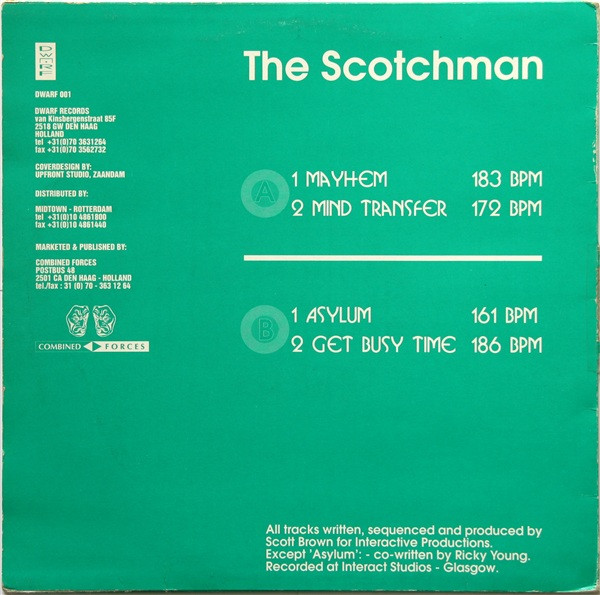 DWARF
DWARF 001
DWARF RECORDS
van Kinsbergenstraat 85F
2518 GW DEN HAAG
HOLLAND
tel +31(0)70 3631264
fax +31(0)70 3562732
COVERDESIGN BY:
UPFRONT STUDIO, ZAANDAM
DISTRIBUTED BY:
MIDTOWN - ROTTERDAM
tel +31(0)10 4861800
fax +31(0)10 4861440
MARKETED & PUBLISHED BY:
COMBINED FORCES
POSTBUS 48
2501 CA DEN HAAG - HOLLAND
tel./fax : 31 (0) 70 - 363 12 64
COMBINED FORCES
The Scotchman
A
1 MAYHEM 183 BPM
2 MIND TRANSFER 172 BPM
B
1 ASYLUM 161 BPM
2 GET BUSY TIME 186 BPM
All tracks written, sequenced and produced by
Scott Brown for Interactive Productions.
Except 'Asylum': - co-written by Ricky Young.
Recorded at Interact Studios - Glasgow.